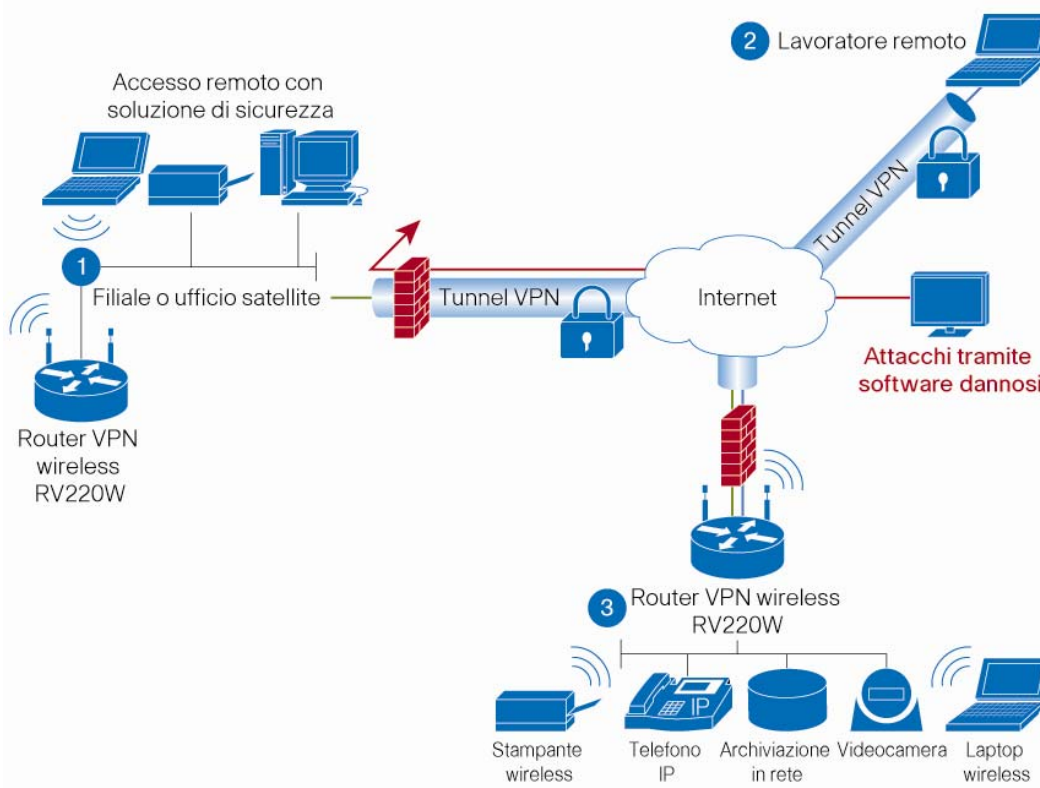 2 Lavoratore remoto
Accesso remoto con
soluzione di sicurezza
Tunnel VPN
1
Filiale o ufficio satellite
Tunnel VPN
Internet
Attacchi tramite
software dannosi
Router VPN
wireless
RV220W
3 Router VPN wireless
RV220W
IP
Stampante
wireless
Telefono
IP
Archiviazione
in rete
Videocamera
Laptop
wireless